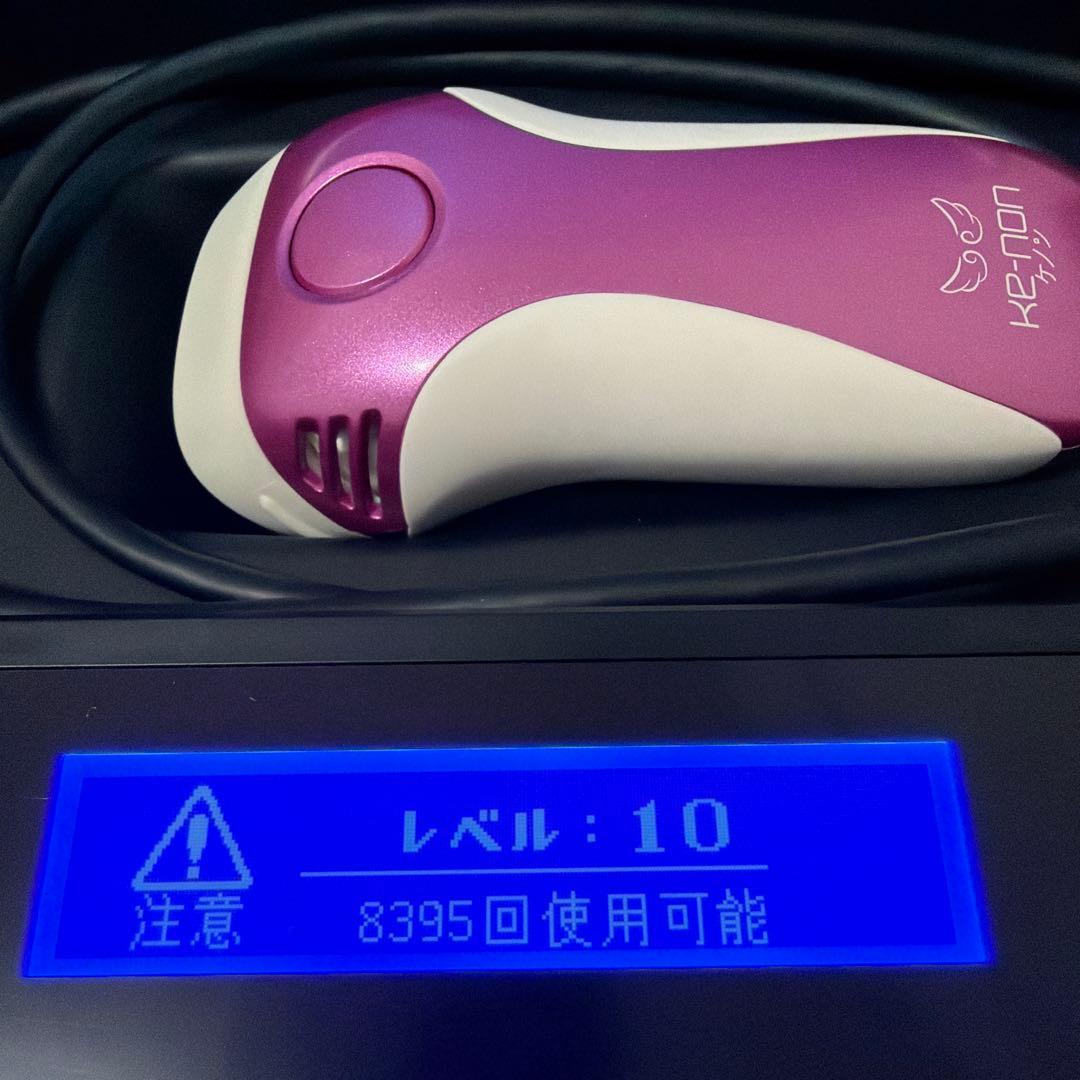 ke-non
ケノン
レベル：10
注意
8395回使用可能